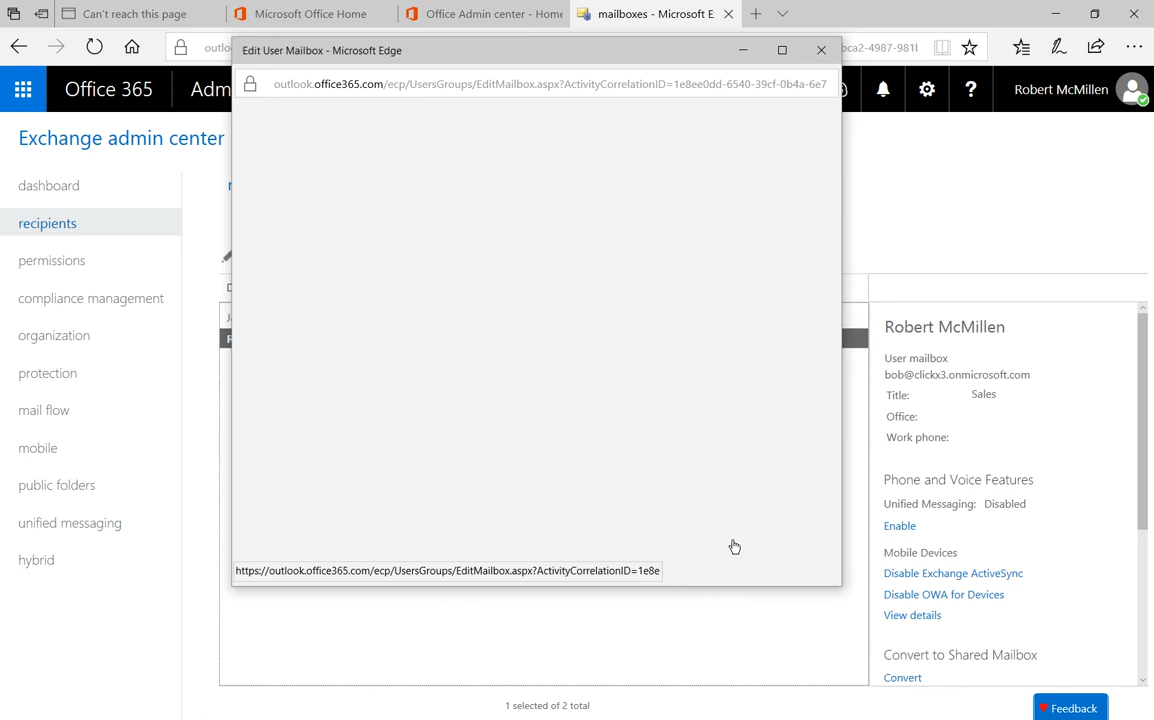 Can't reach this page
Microsoft Office Home
Office Admin center - Home
mailboxes - Microsoft E
outlo
bca2-4987-981b
Edit User Mailbox - Microsoft Edge
outlook.office365.com/ecp/UsersGroups/EditMailbox.aspx?ActivityCorrelationID=1e8ee0dd-6540-39cf-0b4a-6e7
Office 365
Adm
?
Robert McMillen
Exchange admin center
dashboard
recipients
permissions
compliance management
organization
protection
mail flow
mobile
public folders
unified messaging
hybrid
Robert McMillen
User mailbox
bob@clickx3.onmicrosoft.com
Title: Sales
Office:
Work phone:
Phone and Voice Features
Unified Messaging: Disabled
Enable
Mobile Devices
Disable Exchange ActiveSync
Disable OWA for Devices
View details
Convert to Shared Mailbox
Convert
https://outlook.office365.com/ecp/UsersGroups/EditMailbox.aspx?ActivityCorrelationID=1e8e
1 selected of 2 total
Feedback